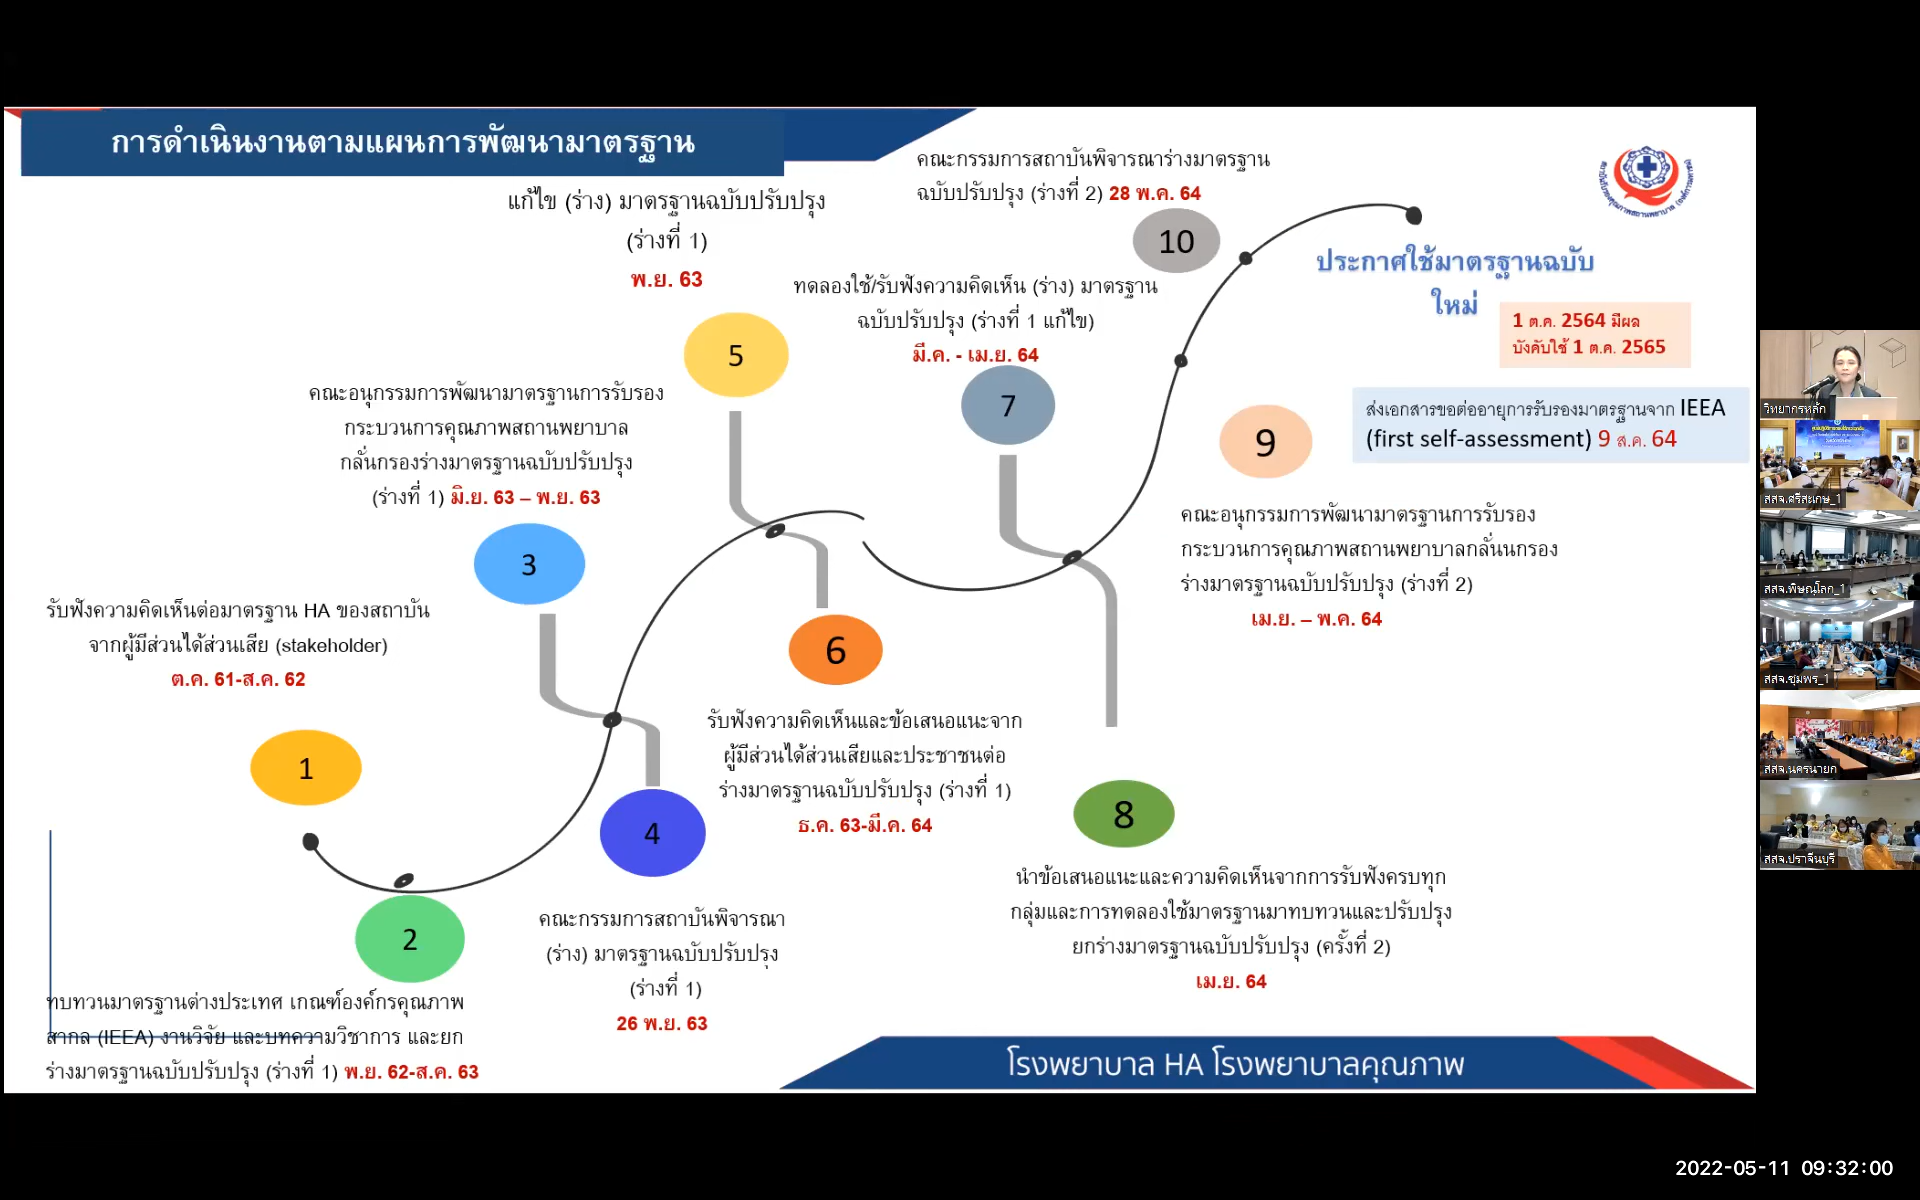 การดำเนินงานตามแผนการพัฒนามาตรฐาน
แก้ไข (ร่าง) มาตรฐานฉบับปรับปรุง
(ร่างที่ 1)
พ.ย. 63
คณะกรรมการสถาบันพิจารณาร่างมาตรฐาน
ฉบับปรับปรุง (ร่างที่ 2) 28 พ.ค. 64
10
ประกาศใช้มาตรฐานฉบับ
ใหม่
1 ต.ค. 2564 มีผล
บังคับใช้ 1 ต.ค. 2565
ทดลองใช้/รับฟังความคิดเห็น (ร่าง) มาตรฐาน
ฉบับปรับปรุง (ร่างที่ 1 แก้ไข)
มี.ค. - เม.ย. 64
5
7
9
ส่งเอกสารขอต่ออายุการรับรองมาตรฐานจาก IEEA
(first self-assessment) 9 ส.ค. 64
คณะอนุกรรมการพัฒนามาตรฐานการรับรอง
กระบวนการคุณภาพสถานพยาบาล
กลั่นกรองร่างมาตรฐานฉบับปรับปรุง
(ร่างที่ 1) มิ.ย. 63 – พ.ย. 63
3
คณะอนุกรรมการพัฒนามาตรฐานการรับรอง
กระบวนการคุณภาพสถานพยาบาลกลั่นนกรอง
ร่างมาตรฐานฉบับปรับปรุง (ร่างที่ 2)
เม.ย. – พ.ค. 64
รับฟังความคิดเห็นต่อมาตรฐาน HA ของสถาบัน
จากผู้มีส่วนได้ส่วนเสีย (stakeholder)
ต.ค. 61-ส.ค. 62
1
6
รับฟังความคิดเห็นและข้อเสนอแนะจาก
ผู้มีส่วนได้ส่วนเสียและประชาชนต่อ
ร่างมาตรฐานฉบับปรับปรุง (ร่างที่ 1)
ธ.ค. 63-มี.ค. 64
4
8
นำข้อเสนอแนะและความคิดเห็นจากการรับฟังครบทุก
กลุ่มและการทดลองใช้มาตรฐานมาทบทวนและปรับปรุง
ยกร่างมาตรฐานฉบับปรับปรุง (ครั้งที่ 2)
เม.ย. 64
2
คณะกรรมการสถาบันพิจารณา
(ร่าง) มาตรฐานฉบับปรับปรุง
(ร่างที่ 1)
26 พ.ย. 63
ทบทวนมาตรฐานต่างประเทศ เกณฑ์องค์กรคุณภาพ
สากล (IEEA) งานวิจัย และบทความวิชาการ และยก
ร่างมาตรฐานฉบับปรับปรุง (ร่างที่ 1) พ.ย. 62-ส.ค. 63
โรงพยาบาล HA โรงพยาบาลคุณภาพ
วิทยากรหลัก
สสจ.ศรีสะเกษ_1
สสจ.พิษณุโลก_1
สสจ.ชุมพร_1
สสจ.นครนายก
สสจ.ปราจีนบุรี
2022-05-11 09:32:00